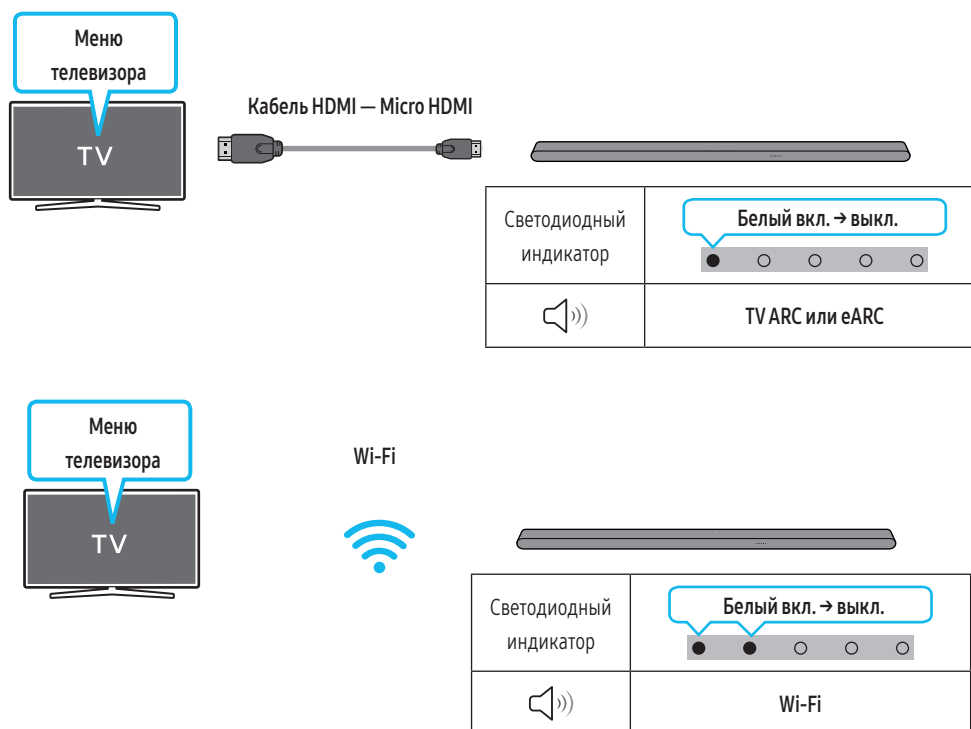 Меню
телевизора
TV
Кабель HDMI — Micro HDMI
Светодиодный
индикатор
Белый вкл. → выкл.
TV ARC или eARC
Меню
телевизора
TV
Wi-Fi
Светодиодный
индикатор
Белый вкл. → выкл.
Wi-Fi